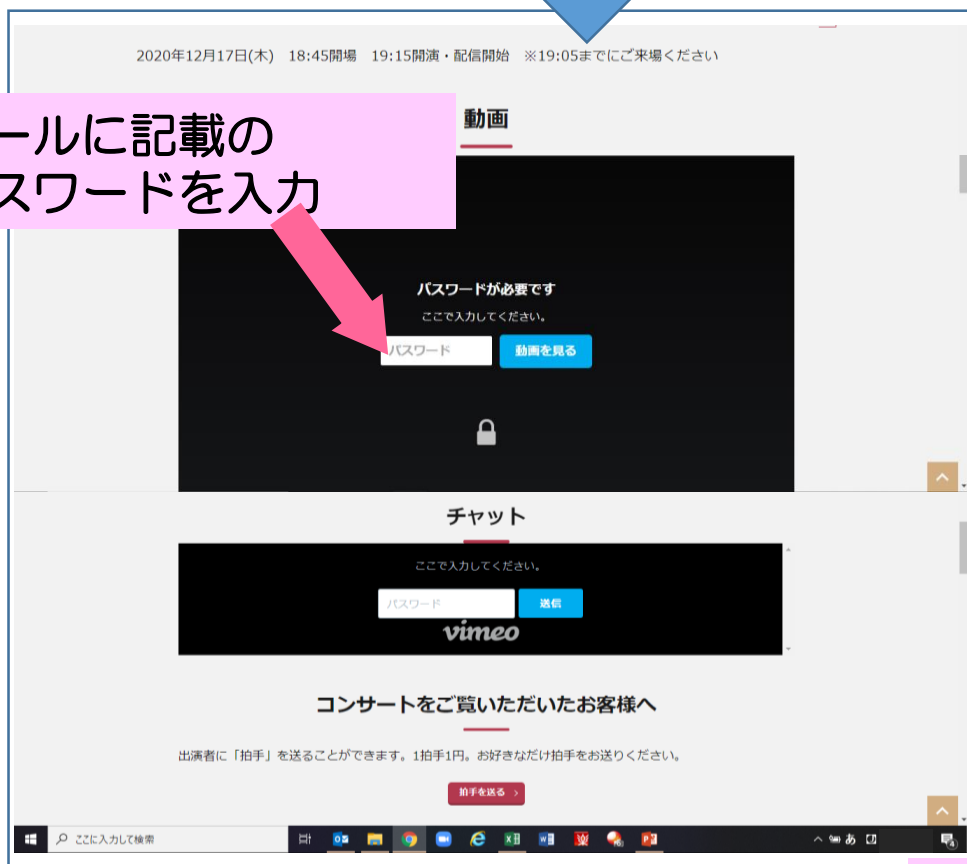 2020年12月17日(木) 18:45開場 19:15開演・配信開始 ※19:05までにご来場ください
動画
ールに記載の
スワードを入力
パスワードが必要です
ここで入力してください。
パスワード 動画を見る
チャット
ここで入力してください。
パスワード 送信
vimeo
コンサートをご覧いただいたお客様へ
出演者に「拍手」を送ることができます。1拍手1円。お好きなだけ拍手をお送りください。
拍手を送る >
ここに入力して検索 あ